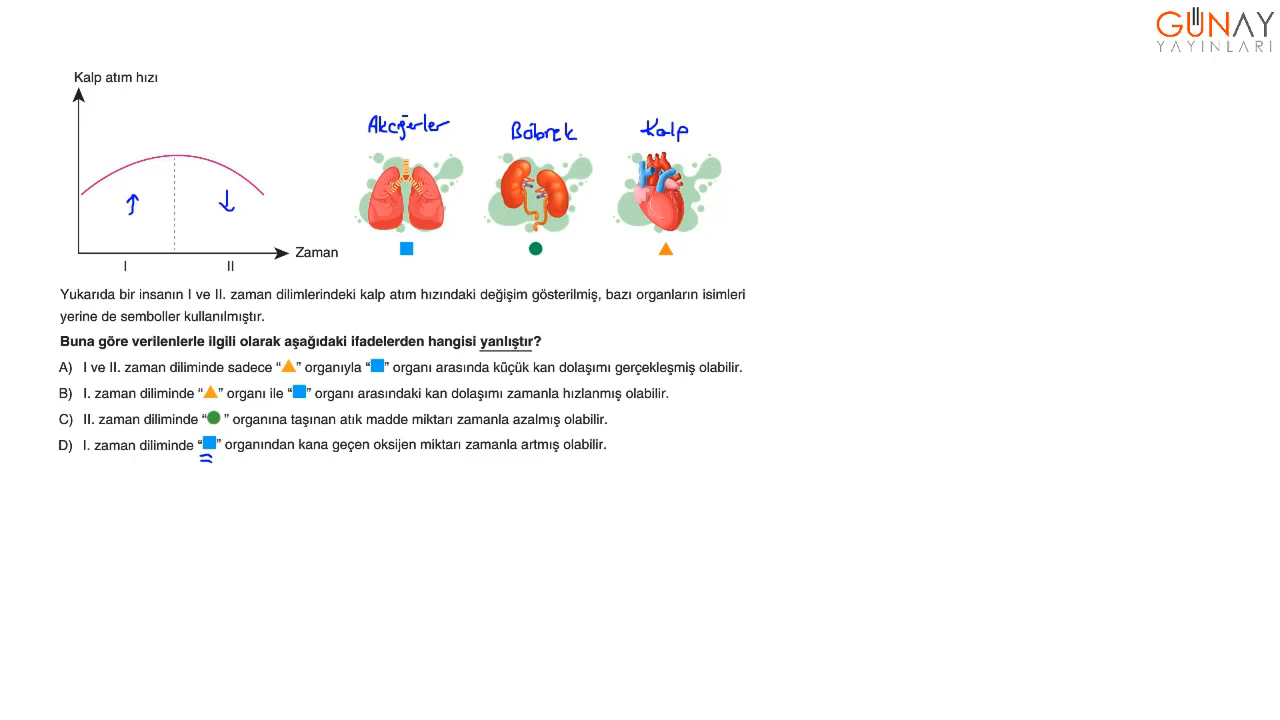 GÜNAY
YAYINLARI
Kalp atım hızı
Akciğerler
Böbrek
Kalp
Zaman
I
II
Yukarıda bir insanın I ve II. zaman dilimlerindeki kalp atım hızındaki değişim gösterilmiş, bazı organların isimleri
yerine de semboller kullanılmıştır.
Buna göre verilenlerle ilgili olarak aşağıdaki ifadelerden hangisi yanlıştır?
A) I ve II. zaman diliminde sadece “▲” organıyla “■” organı arasında küçük kan dolaşımı gerçekleşmiş olabilir.
B) I. zaman diliminde “▲” organı ile “■” organı arasındaki kan dolaşımı zamanla hızlanmış olabilir.
C) II. zaman diliminde “●” organına taşınan atık madde miktarı zamanla azalmış olabilir.
D) I. zaman diliminde “■” organından kana geçen oksijen miktarı zamanla artmış olabilir.